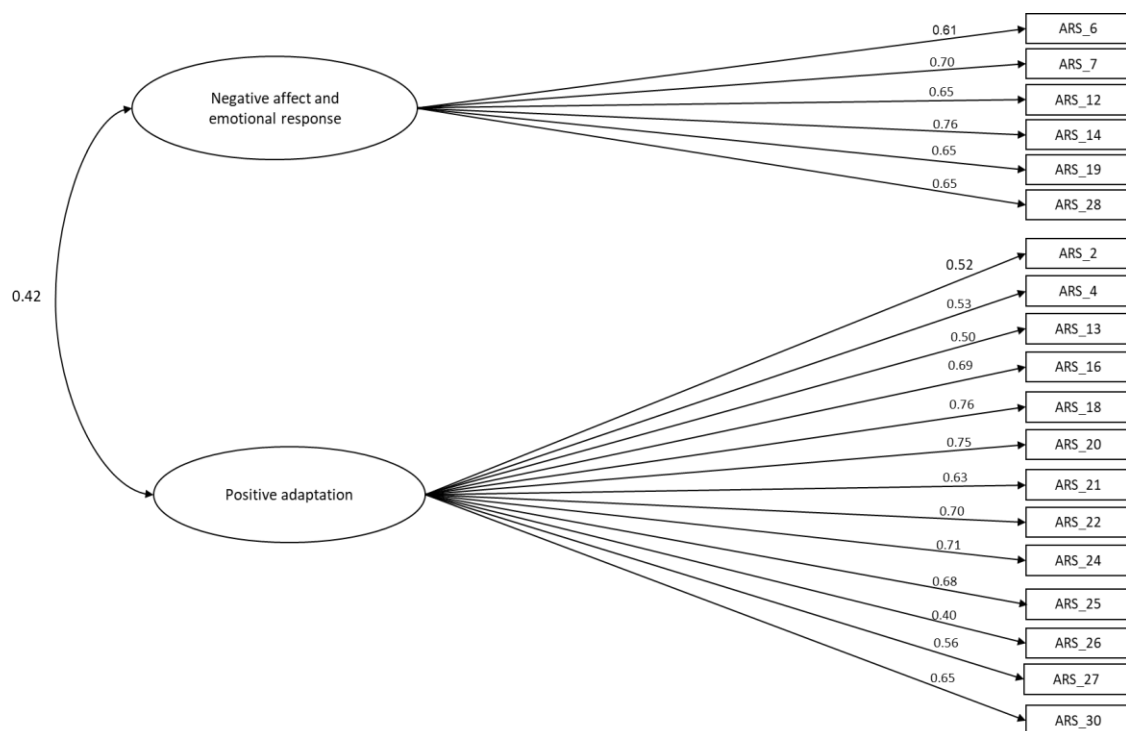 0.61
ARS_6
0.70
ARS_7
Negative affect and
emotional response
0.65
ARS_12
0.76
ARS_14
0.65
ARS_19
0.65
ARS_28
0.52
ARS_2
0.42
0.53
ARS_4
0.50
ARS_13
0.69
ARS_16
0.76
ARS_18
0.75
ARS_20
Positive adaptation
0.63
ARS_21
0.70
ARS_22
0.71
ARS_24
0.68
ARS_25
0.40
ARS_26
0.56
ARS_27
0.65
ARS_30